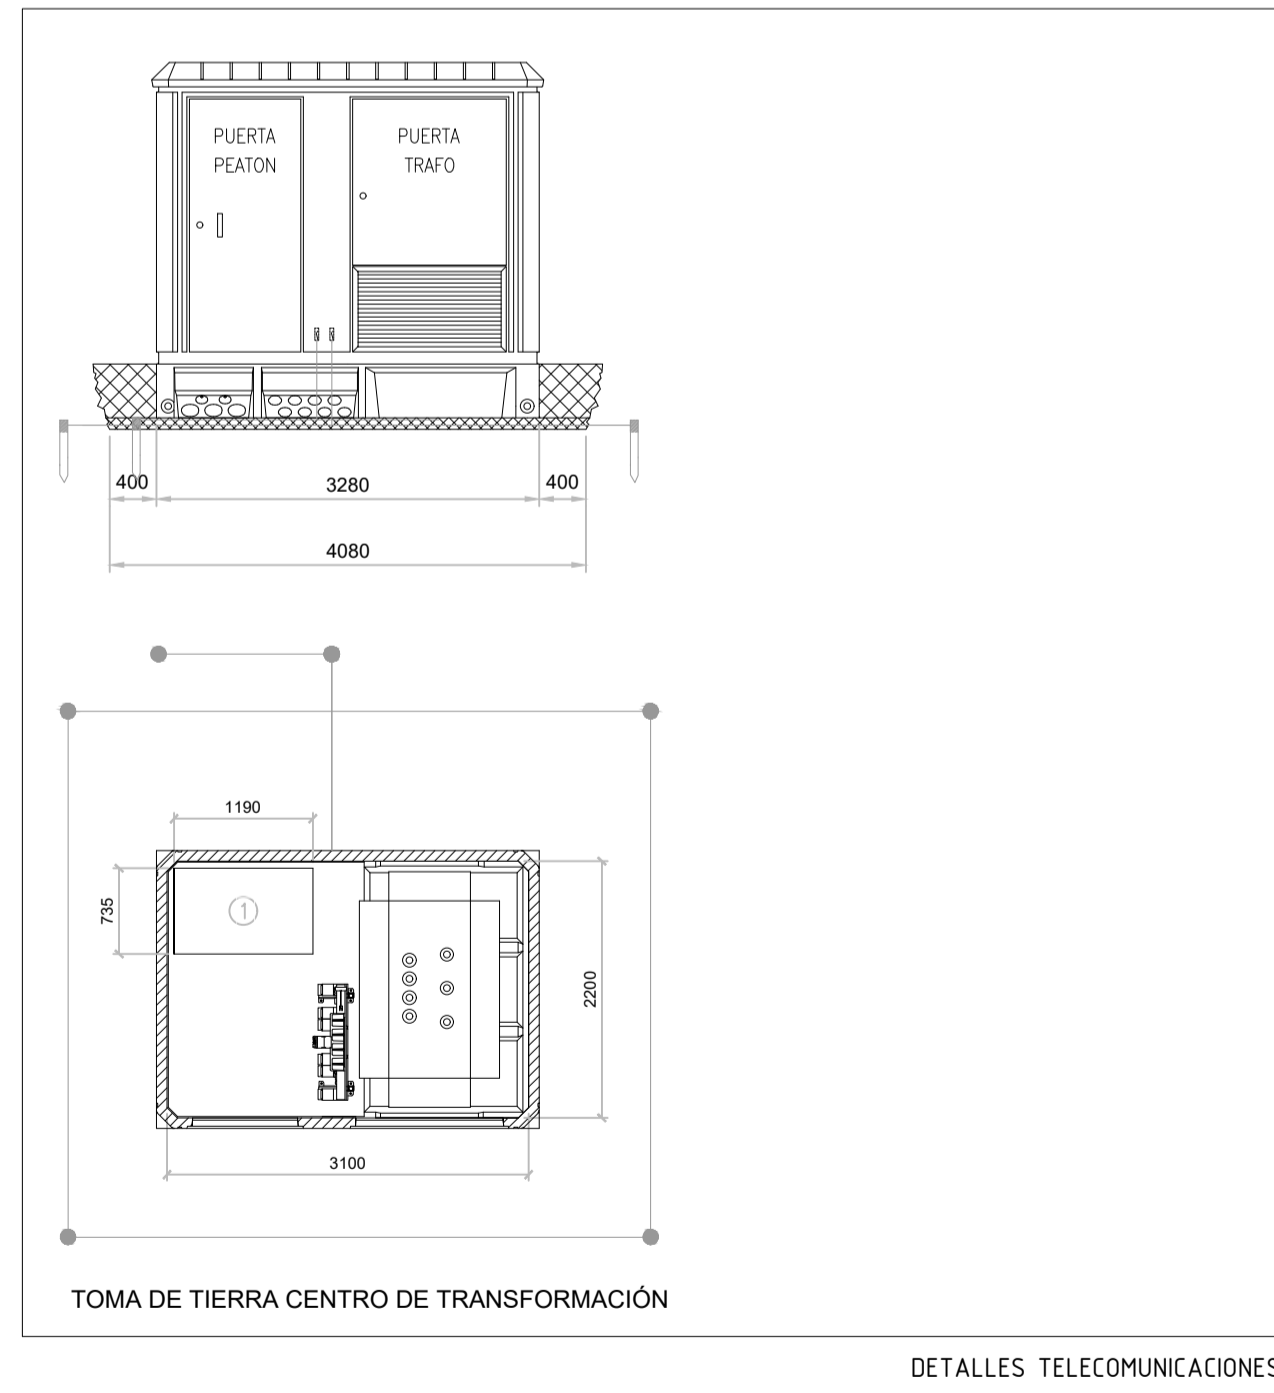 PUERTA
PEATON
PUERTA
TRAFO
400
3280
400
4080
1190
735
1
2200
3100
TOMA DE TIERRA CENTRO DE TRANSFORMACIÓN
DETALLES TELECOMUNICACIONES